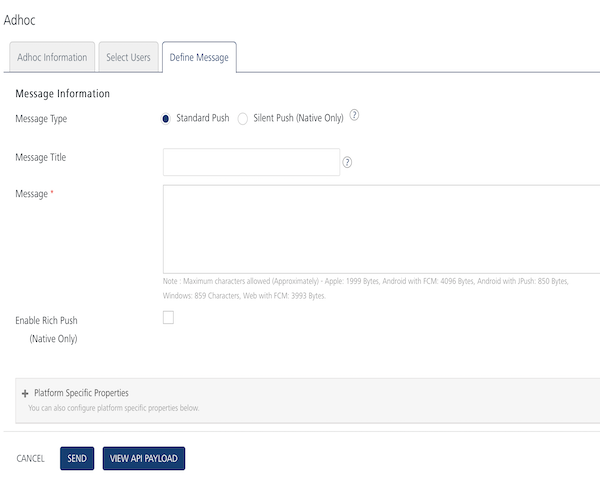 Adhoc
Adhoc Information Select Users Define Message
Message Information
Message Type Standard Push Silent Push (Native Only) ?
Message Title ?
Message *
Note : Maximum characters allowed (Approximately) - Apple: 1999 Bytes, Android with FCM: 4096 Bytes, Android with JPush: 850 Bytes,
Windows: 859 Characters, Web with FCM: 3993 Bytes.
Enable Rich Push
(Native Only)
+ Platform Specific Properties
You can also configure platform specific properties below.
CANCEL SEND VIEW API PAYLOAD